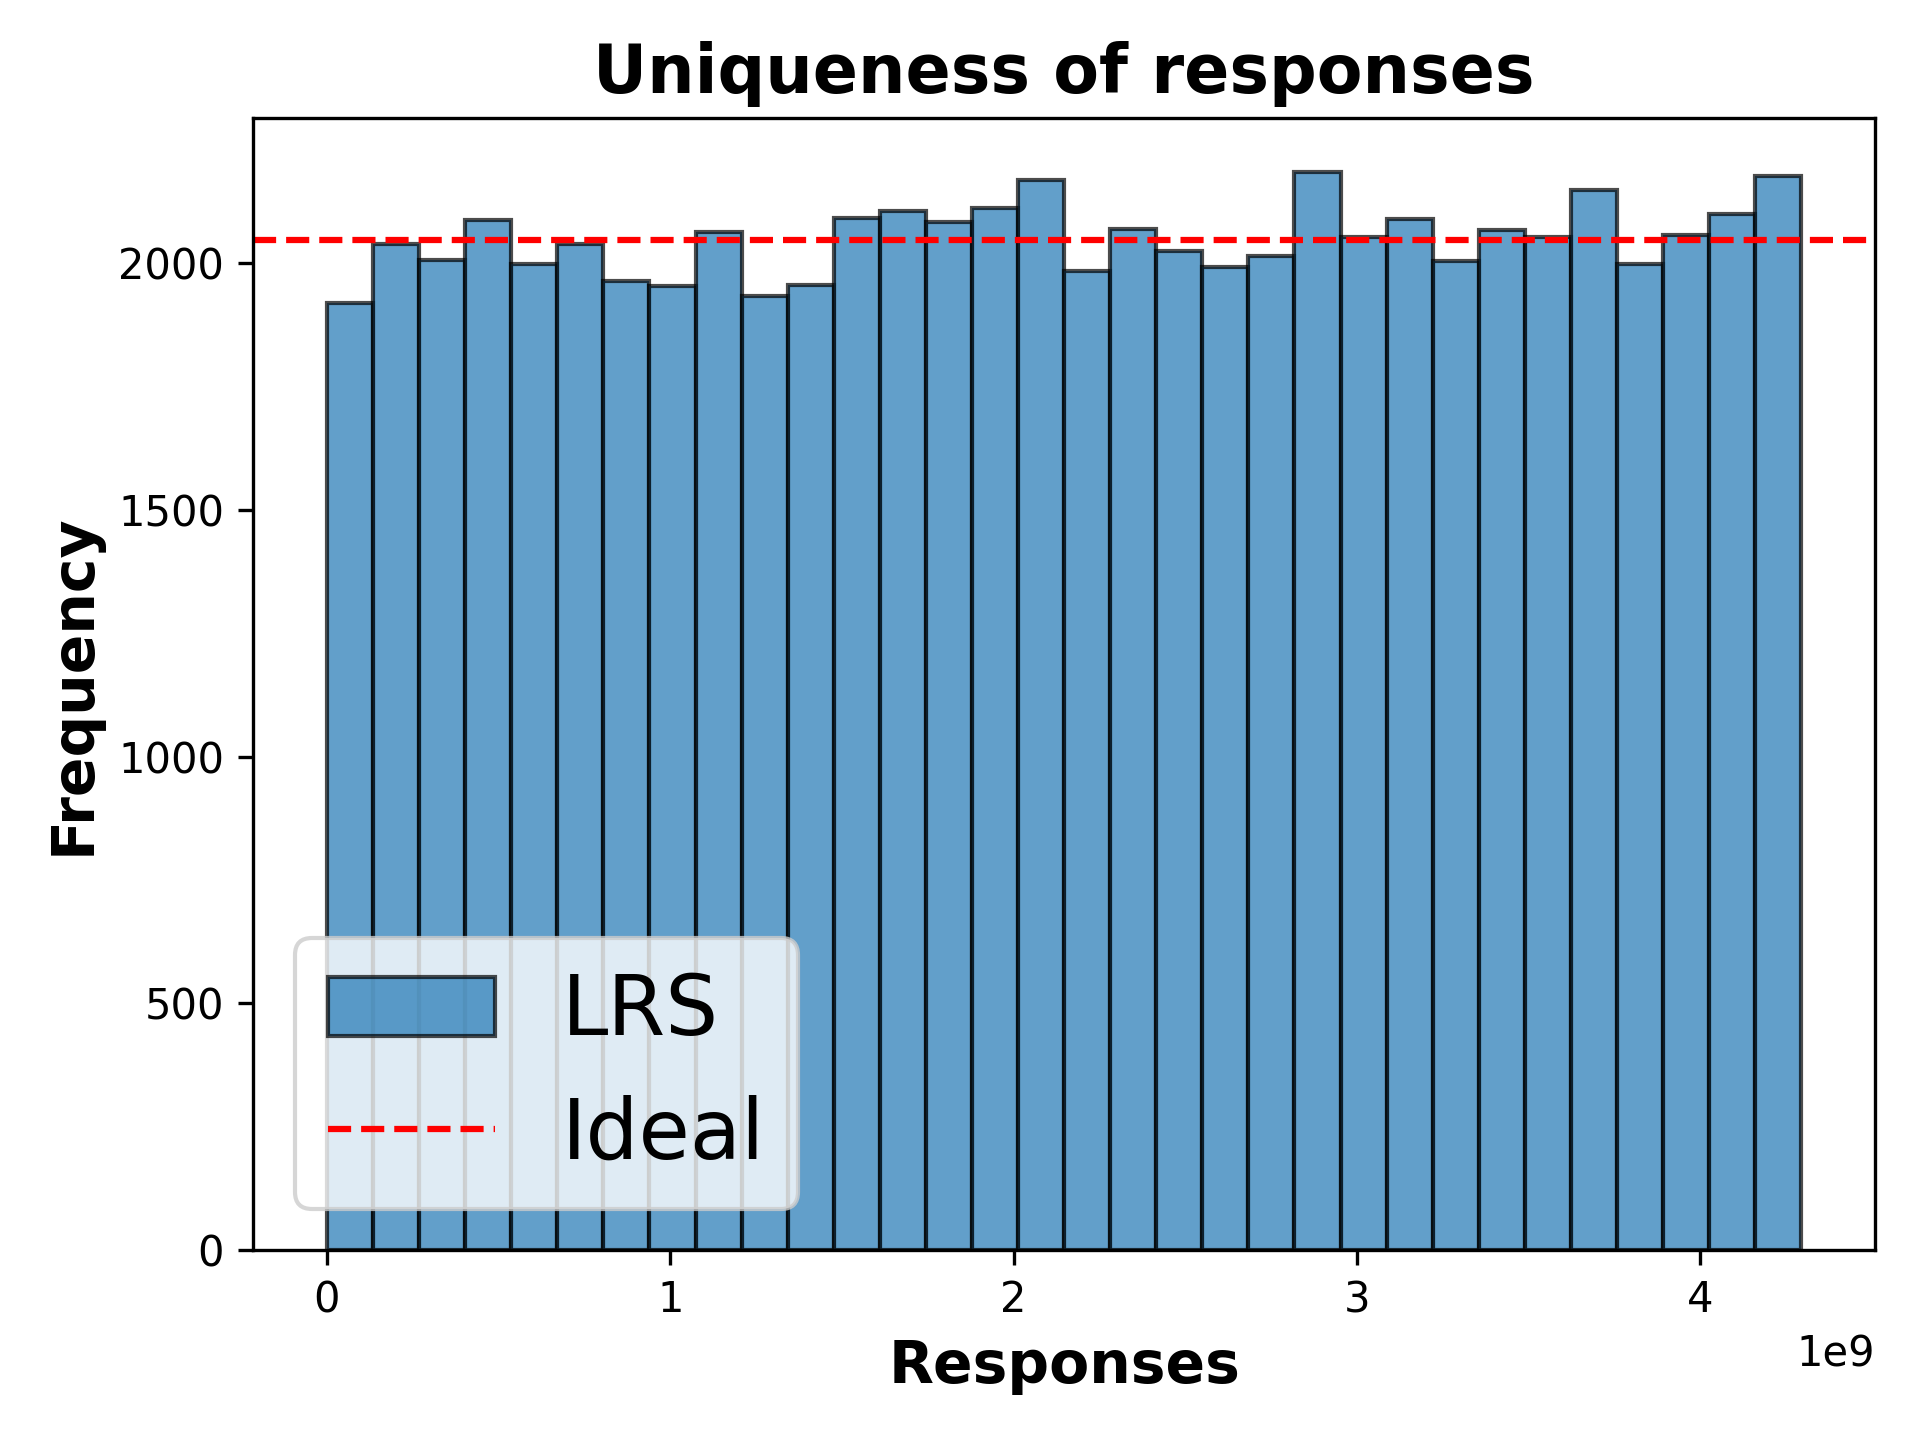 Uniqueness of responses
Frequency
2000
1500
1000
500
0
LRS
Ideal
0 1 2 3 4
1e9
Responses